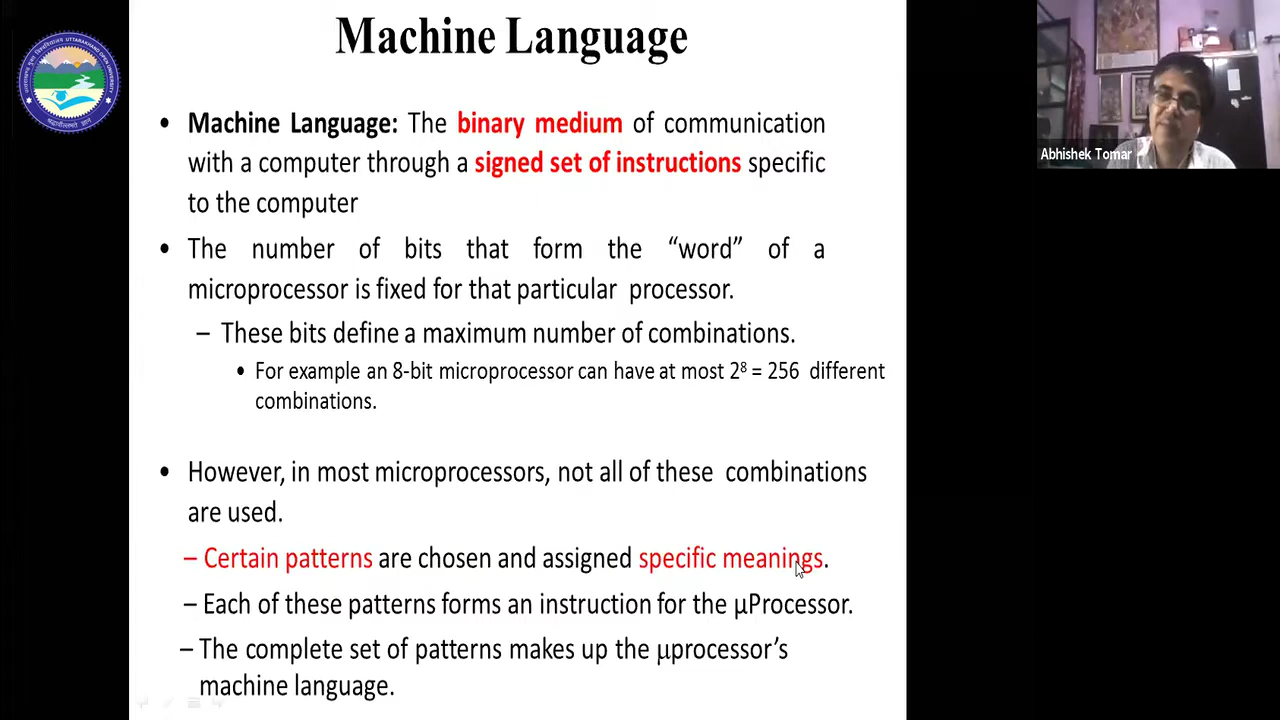 Machine Language
• Machine Language: The binary medium of communication
with a computer through a signed set of instructions specific
to the computer
• The number of bits that form the “word” of a
microprocessor is fixed for that particular processor.
– These bits define a maximum number of combinations.
• For example an 8-bit microprocessor can have at most 2⁸ = 256 different
combinations.
• However, in most microprocessors, not all of these combinations
are used.
– Certain patterns are chosen and assigned specific meanings.
– Each of these patterns forms an instruction for the µProcessor.
– The complete set of patterns makes up the µprocessor’s
machine language.
Abhishek Tomar
UTTARAKHAND OPEN UNIVERSITY